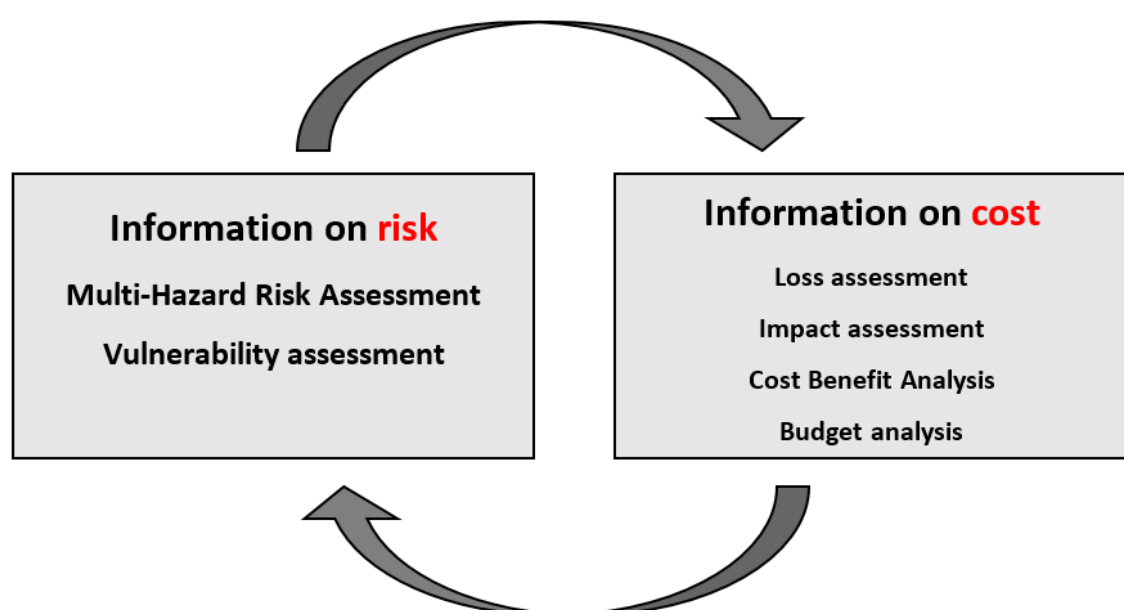 Information on risk
Multi-Hazard Risk Assessment
Vulnerability assessment
Information on cost
Loss assessment
Impact assessment
Cost Benefit Analysis
Budget analysis